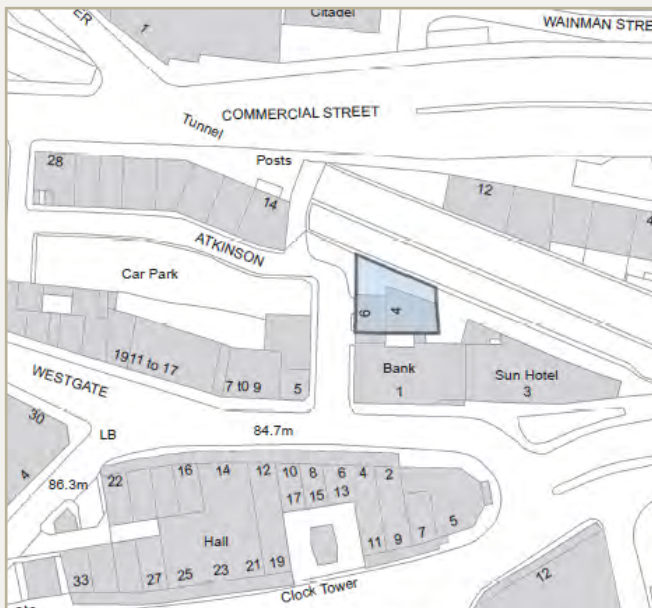 Citadel
WAINMAN STRE
ER
1
COMMERCIAL STREET
Tunnel
Posts
28
12
14
4
ATKINSON
Car Park
6
4
1911 to 17
7 to 9
5
Bank
1
Sun Hotel
3
WESTGATE
30
LB
84.7m
4
86.3m
22
16
14
12
10
8
6
4
2
17
15
13
Hall
33
27
25
23
21
19
11
9
7
5
Clock Tower
12